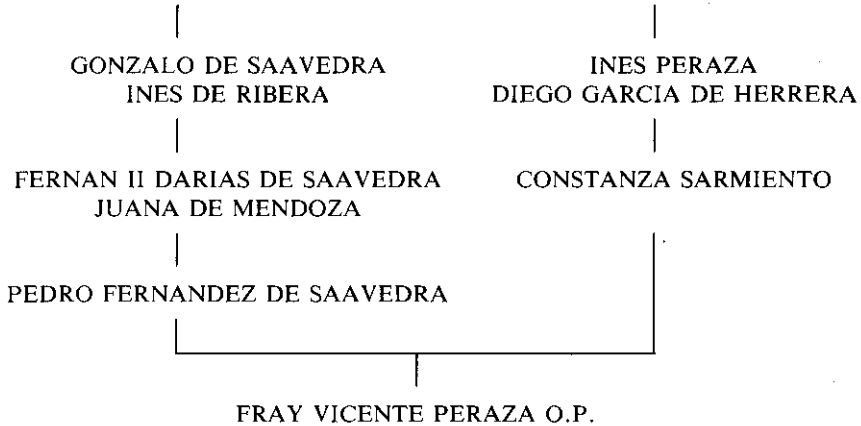 GONZALO DE SAAVEDRA
INES DE RIBERA
INES PERAZA
DIEGO GARCIA DE HERRERA
FERNAN II DARIAS DE SAAVEDRA
JUANA DE MENDOZA
CONSTANZA SARMIENTO
PEDRO FERNANDEZ DE SAAVEDRA
FRAY VICENTE PERAZA O.P.